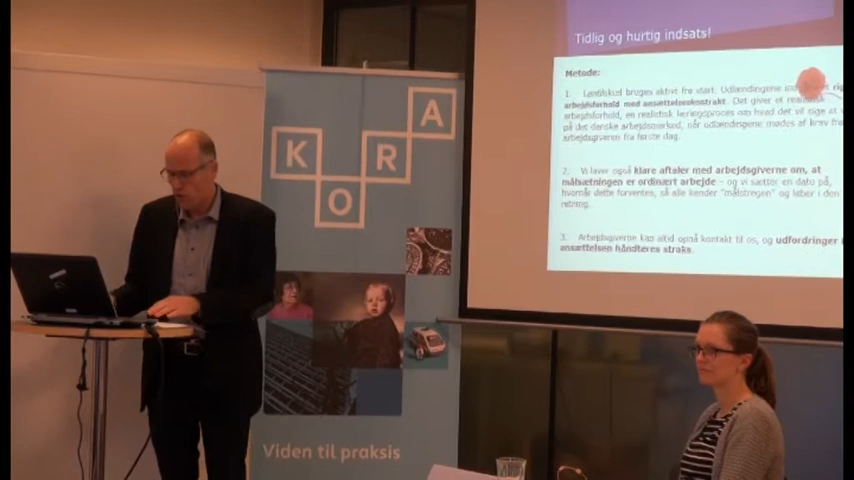 Tidlig og hurtig indsats!
Metode:
1. Løntilskud bruges aktivt fra start. Udlændingene
arbejdsforhold med ansættelseskontrakt. Det giver et
en realistisk læringsproces om hvad det vil sige at
på det danske arbejdsmarked, når udlændingene mødes af krav fra
arbejdsgiveren fra første dag.
2. Vi laver også klare aftaler med arbejdsgiverne om, at
målsætningen er ordinært arbejde – og vi sætter en dato på,
hvornår dette forventes, så alle kender "målstregen" og løber i den
retning.
3. Arbejdsgiverne kan altid opnå kontakt til os, og udfordringer i
ansættelsen håndteres straks.
KORA
Viden til praksis